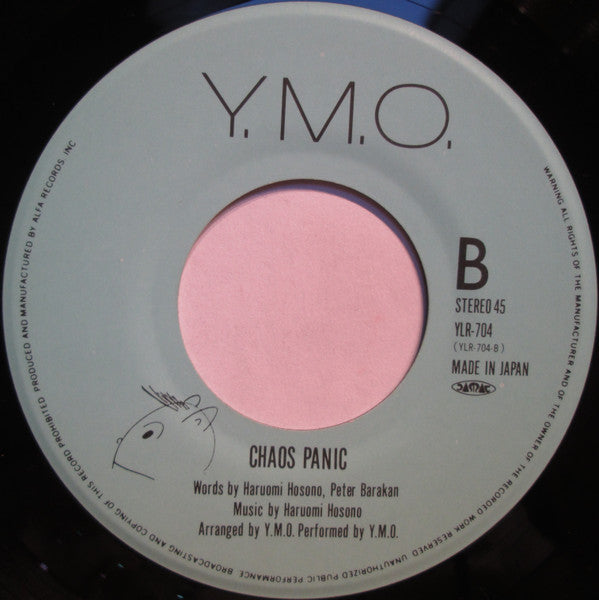 Y.M.O.
B
STEREO 45
YLR-704
(YLR-704-B)
MADE IN JAPAN
CHAOS PANIC
Words by Haruomi Hosono, Peter Barakan
Music by Haruomi Hosono
Arranged by Y.M.O. Performed by Y.M.O.
WARNING ALL RIGHTS OF THE MANUFACTURER AND OF THE OWNER OF THE RECORDED WORK RESERVED. UNAUTHORIZED PUBLIC PERFORMANCE, BROADCASTING AND COPYING OF THIS RECORD PROHIBITED PRODUCED AND MANUFACTURED BY ALFA RECORDS. INC